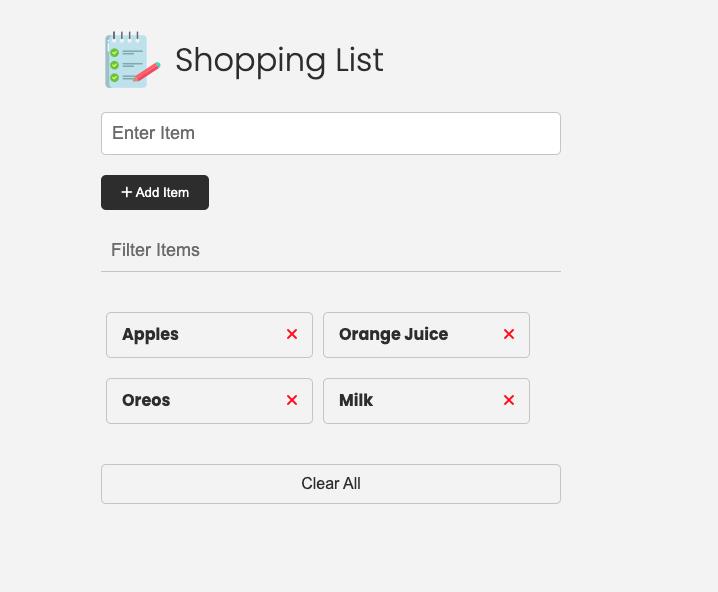 Shopping List
Enter Item
+ Add Item
Filter Items
Apples
Orange Juice
Oreos
Milk
Clear All